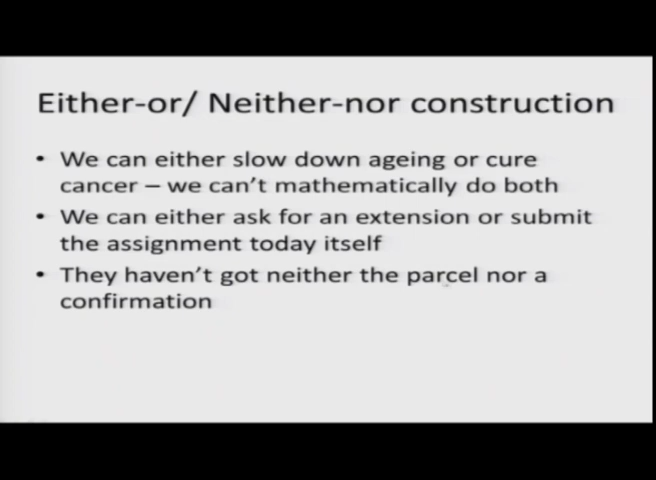 Either-or/ Neither-nor construction
• We can either slow down ageing or cure
cancer – we can't mathematically do both
• We can either ask for an extension or submit
the assignment today itself
• They haven't got neither the parcel nor a
confirmation